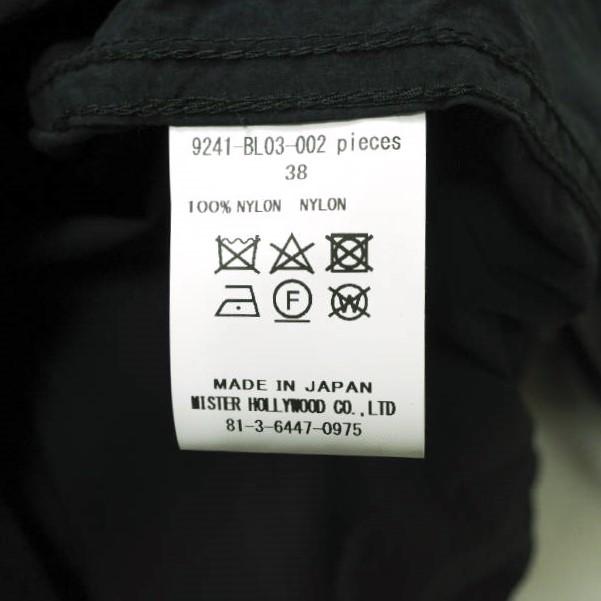 9241-BL03-002 pieces
38
100% NYLON NYLON
F W
MADE IN JAPAN
MISTER HOLLYWOOD CO.,LTD
81-3-6447-0975